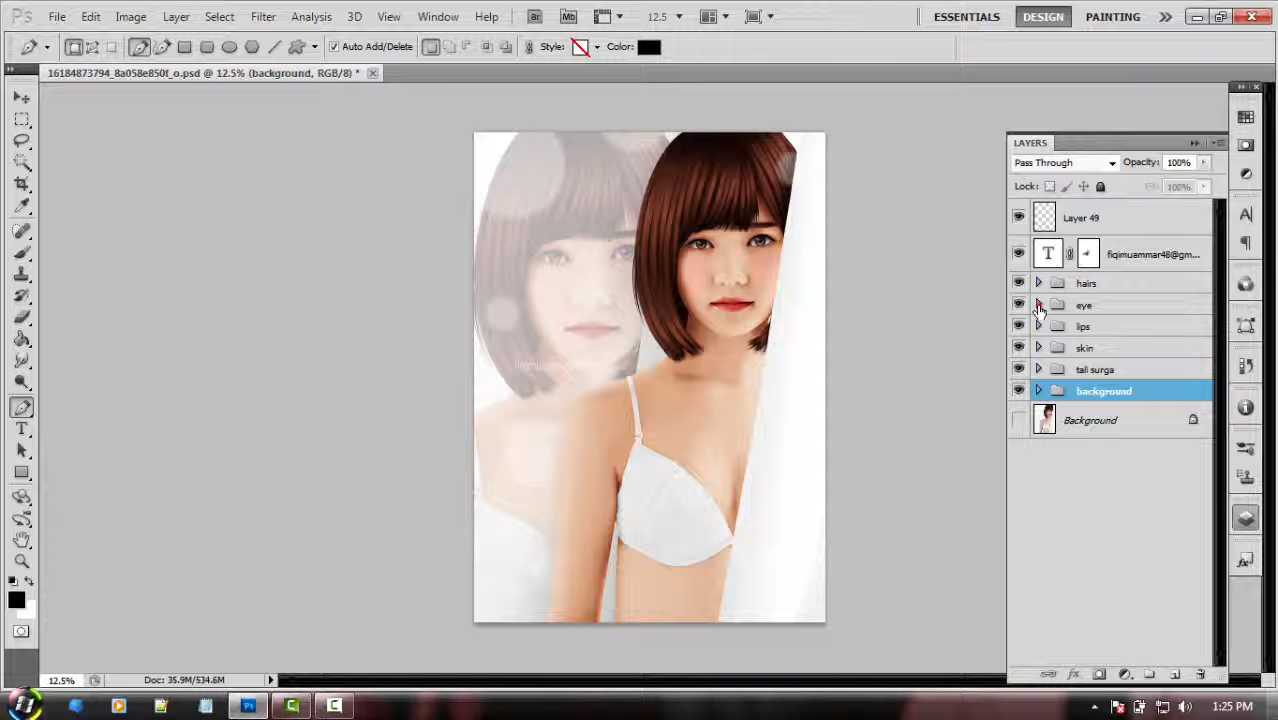 Ps File Edit Image Layer Select Filter Analysis 3D View Window Help Br Mb 12.5 ESSENTIALS DESIGN PAINTING
Auto Add/Delete Style: Color:
16184873794_8a058e850f_o.psd @ 12.5% (background, RGB/8) *
LAYERS
Pass Through Opacity: 100%
Lock: Fill: 100%
Layer 49
T fiqimuammar48@gm...
hairs
eye
lips
skin
tali surga
background
Background
12.5% Doc: 35.9M/534.6M
1:25 PM